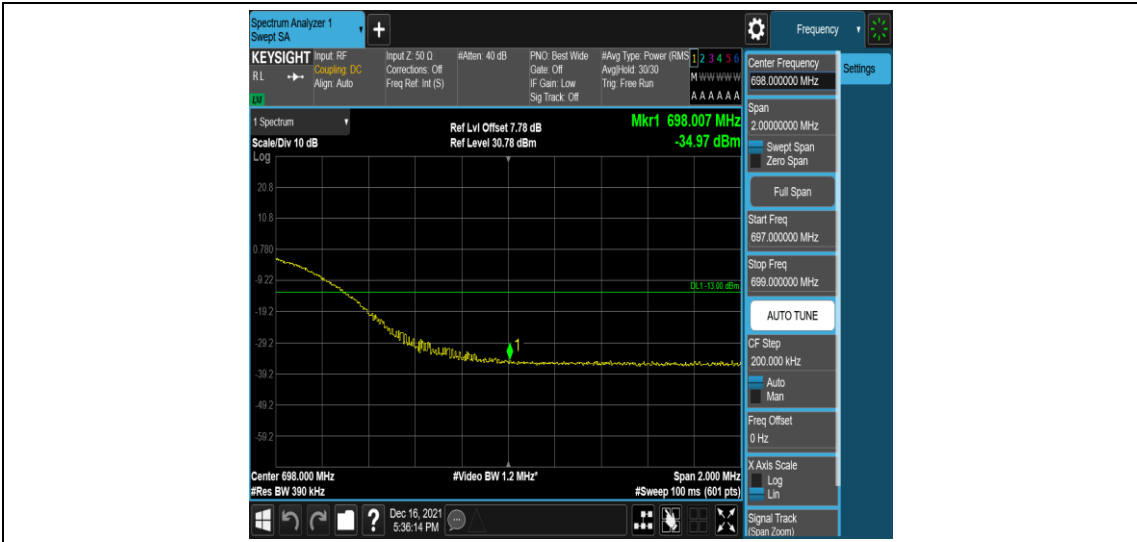 Spectrum Analyzer 1
Swept SA
+
Frequency
KEYSIGHT
RL
LXI
Input: RF
Coupling: DC
Align: Auto
Input Z: 50 Ω
Corrections: Off
Freq Ref: Int (S)
#Atten: 40 dB
PNO: Best Wide
Gate: Off
IF Gain: Low
Sig Track: Off
#Avg Type: Power (RMS
Avg|Hold: 30/30
Trig: Free Run
1 2 3 4 5 6
M W W W W W
A A A A A A
1 Spectrum
Scale/Div 10 dB
Log
Ref Lvl Offset 7.78 dB
Ref Level 30.78 dBm
Mkr1 698.007 MHz
-34.97 dBm
20.8
10.8
0.780
-9.22
DL1 -13.00 dBm
-19.2
-29.2
1
-39.2
-49.2
-59.2
Center 698.000 MHz
#Video BW 1.2 MHz*
Span 2.000 MHz
#Res BW 390 kHz
#Sweep 100 ms (601 pts)
Center Frequency
698.000000 MHz
Settings
Span
2.00000000 MHz
Swept Span
Zero Span
Full Span
Start Freq
697.000000 MHz
Stop Freq
699.000000 MHz
AUTO TUNE
CF Step
200.000 kHz
Auto
Man
Freq Offset
0 Hz
X Axis Scale
Log
Lin
Signal Track
(Span Zoom)
?
Dec 16, 2021
5:36:14 PM